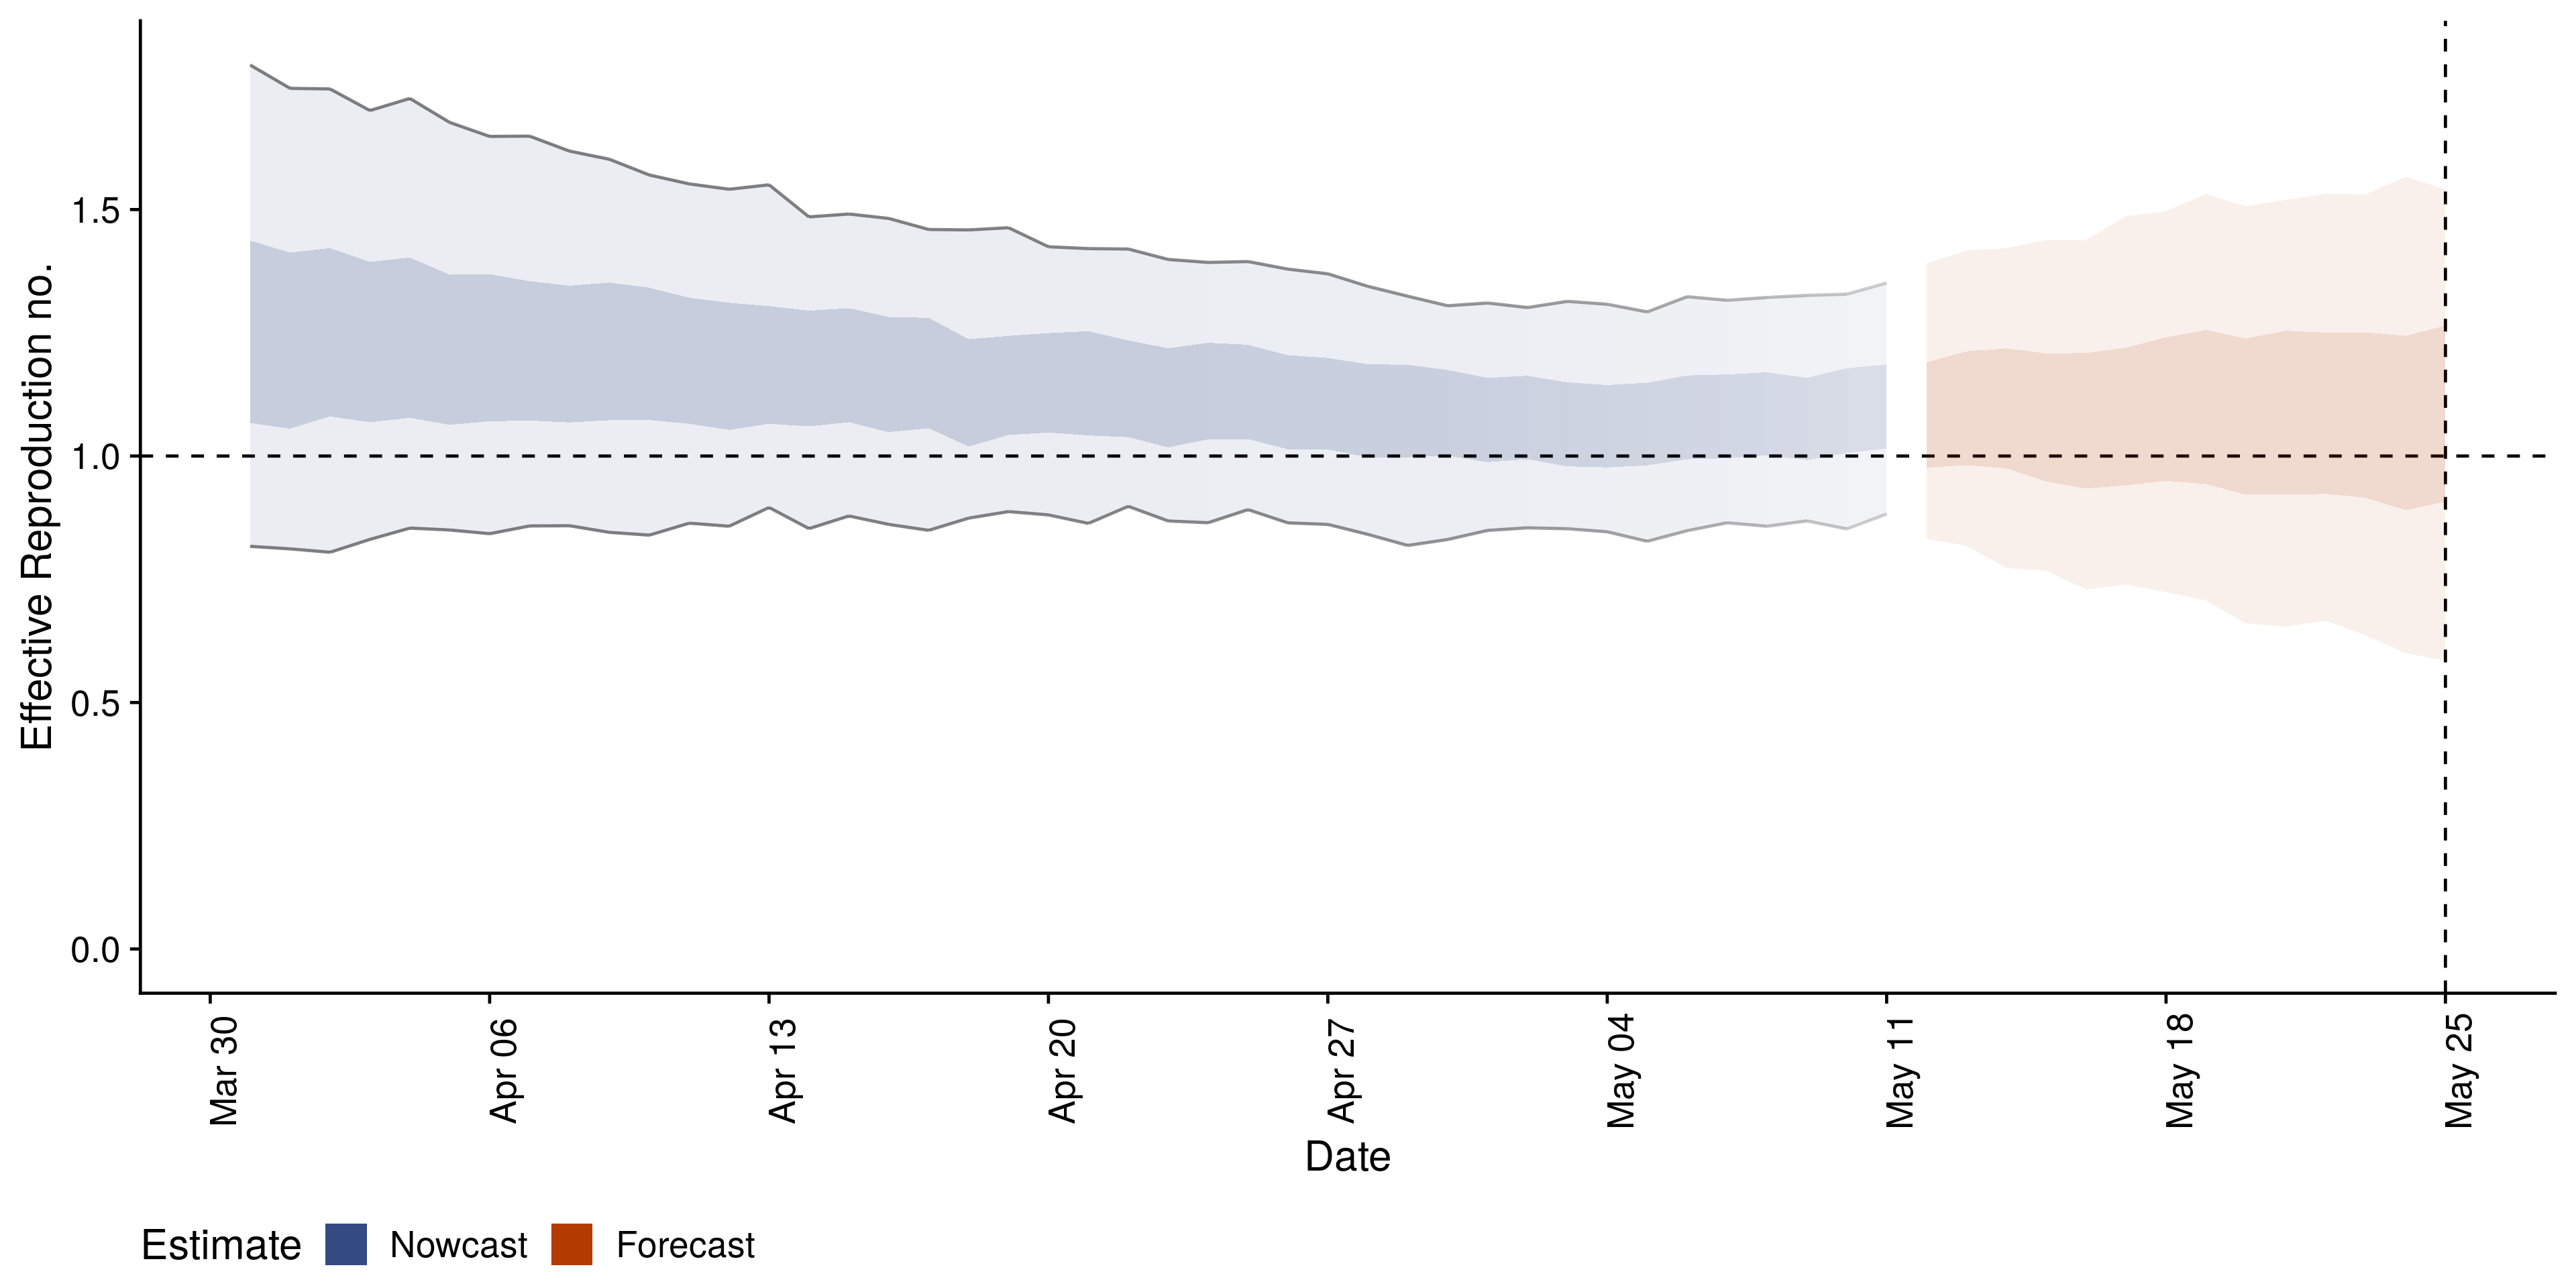 Effective Reproduction no.
1.5
1.0
0.5
0.0
Mar 30
Apr 06
Apr 13
Apr 20
Apr 27
May 04
May 11
May 18
May 25
Date
Estimate Nowcast Forecast